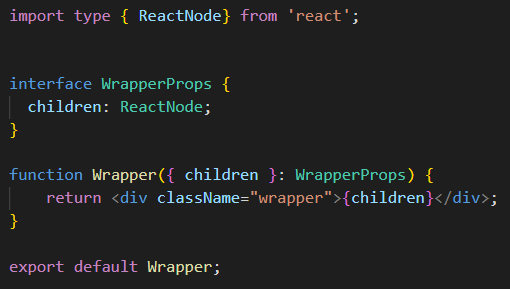 import type { ReactNode} from 'react';
interface WrapperProps {
  children: ReactNode;
}
function Wrapper({ children }: WrapperProps) {
    return <div className="wrapper">{children}</div>;
}
export default Wrapper;